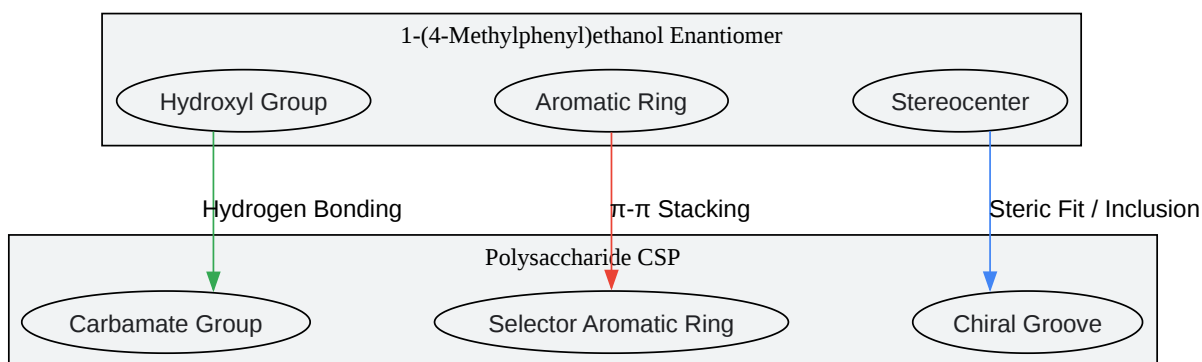 1-(4-Methylphenyl)ethanol Enantiomer
Hydroxyl Group
Aromatic Ring
Stereocenter
Hydrogen Bonding
π-π Stacking
Steric Fit / Inclusion
Polysaccharide CSP
Carbamate Group
Selector Aromatic Ring
Chiral Groove